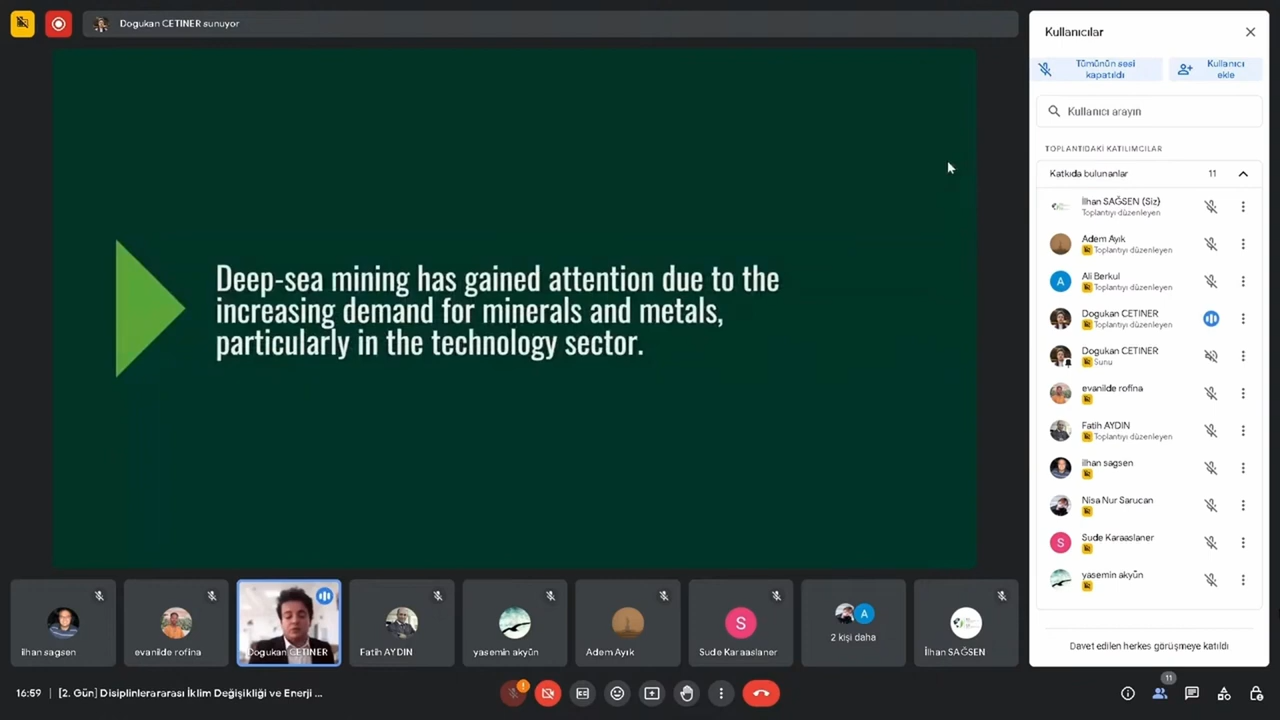 Dogukan CETINER sunuyor
Deep-sea mining has gained attention due to the
increasing demand for minerals and metals,
particularly in the technology sector.
ilhan sagsen
evanilde rofina
Dogukan CETINER
Fatih AYDIN
yasemin akyün
Adem Ayık
S
Sude Karaaslaner
A
2 kişi daha
İlhan SAĞSEN
16:59
[2. Gün] Disiplinlerarası İklim Değişikliği ve Enerji ...
11
Kullanıcılar
Tümünün sesi
kapatıldı
Kullanıcı
ekle
Kullanıcı arayın
TOPLANTIDAKİ KATILIMCILAR
Katkıda bulunanlar
11
İlhan SAĞSEN (Siz)
Toplantıyı düzenleyen
Adem Ayık
Toplantıyı düzenleyen
A
Ali Berkul
Toplantıyı düzenleyen
Dogukan CETINER
Toplantıyı düzenleyen
Dogukan CETINER
Sunu
evanilde rofina
Fatih AYDIN
Toplantıyı düzenleyen
ilhan sagsen
Nisa Nur Sarucan
S
Sude Karaaslaner
yasemin akyün
Davet edilen herkes görüşmeye katıldı